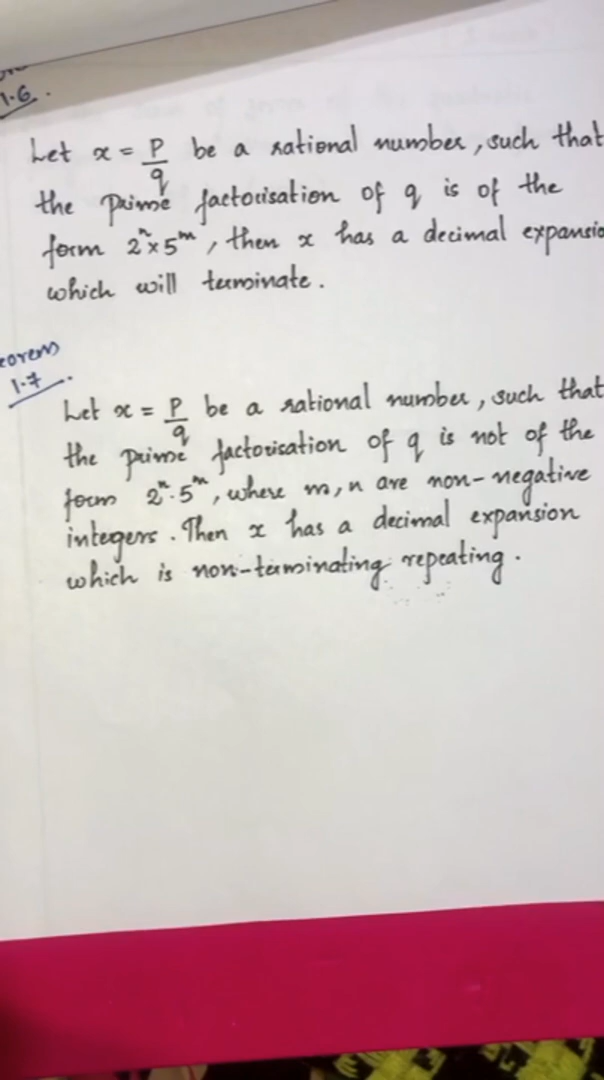 1.6.
Let x = p/q be a rational number, such that
the prime factorisation of q is of the
form 2ⁿ×5ᵐ, then x has a decimal expansio
which will terminate.
eorem
1.7.
Let x = p/q be a rational number, such that
the prime factorisation of q is not of the
form 2ⁿ·5ᵐ, where m,n are non-negative
integers. Then x has a decimal expansion
which is non-terminating repeating.